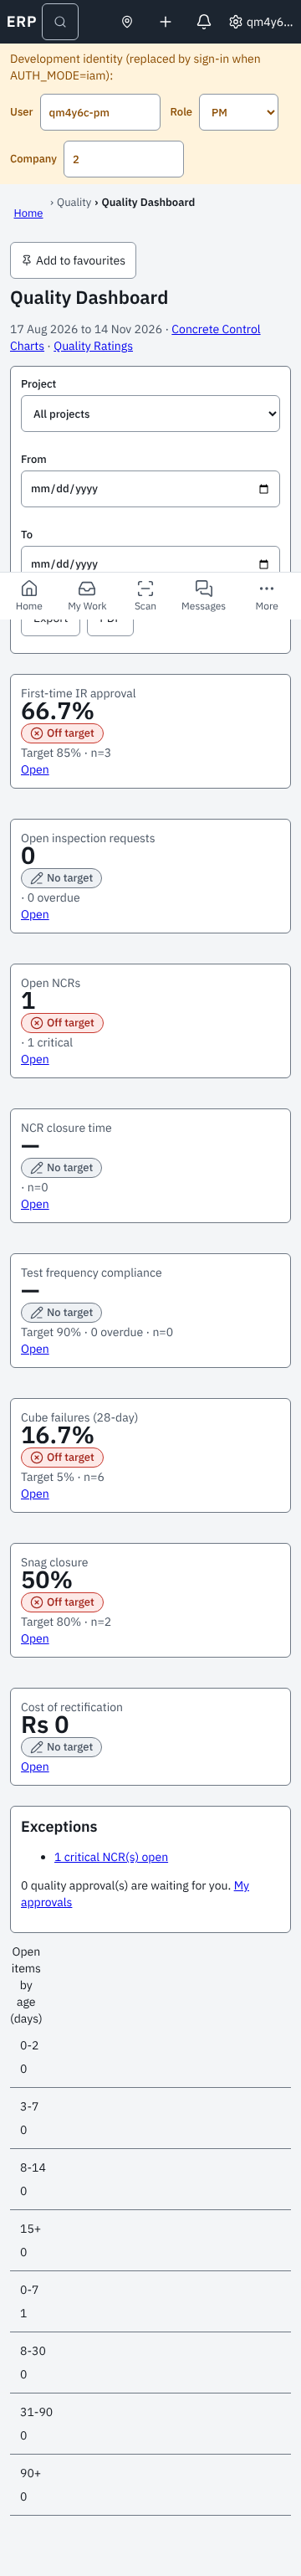 ERP
qm4y6...
Development identity (replaced by sign-in when
AUTH_MODE=iam):
User qm4y6c-pm Role PM
Company 2
Home › Quality › Quality Dashboard
Add to favourites
Quality Dashboard
17 Aug 2026 to 14 Nov 2026 · Concrete Control
Charts · Quality Ratings
Project
All projects
From
mm/dd/yyyy
To
mm/dd/yyyy
Home My Work Scan Messages More
Export PDF
First-time IR approval
66.7%
Off target
Target 85% · n=3
Open
Open inspection requests
0
No target
· 0 overdue
Open
Open NCRs
1
Off target
· 1 critical
Open
NCR closure time
—
No target
· n=0
Open
Test frequency compliance
—
No target
Target 90% · 0 overdue · n=0
Open
Cube failures (28-day)
16.7%
Off target
Target 5% · n=6
Open
Snag closure
50%
Off target
Target 80% · n=2
Open
Cost of rectification
Rs 0
No target
Open
Exceptions
• 1 critical NCR(s) open
0 quality approval(s) are waiting for you. My
approvals
Open
items
by
age
(days)
0-2
0
3-7
0
8-14
0
15+
0
0-7
1
8-30
0
31-90
0
90+
0